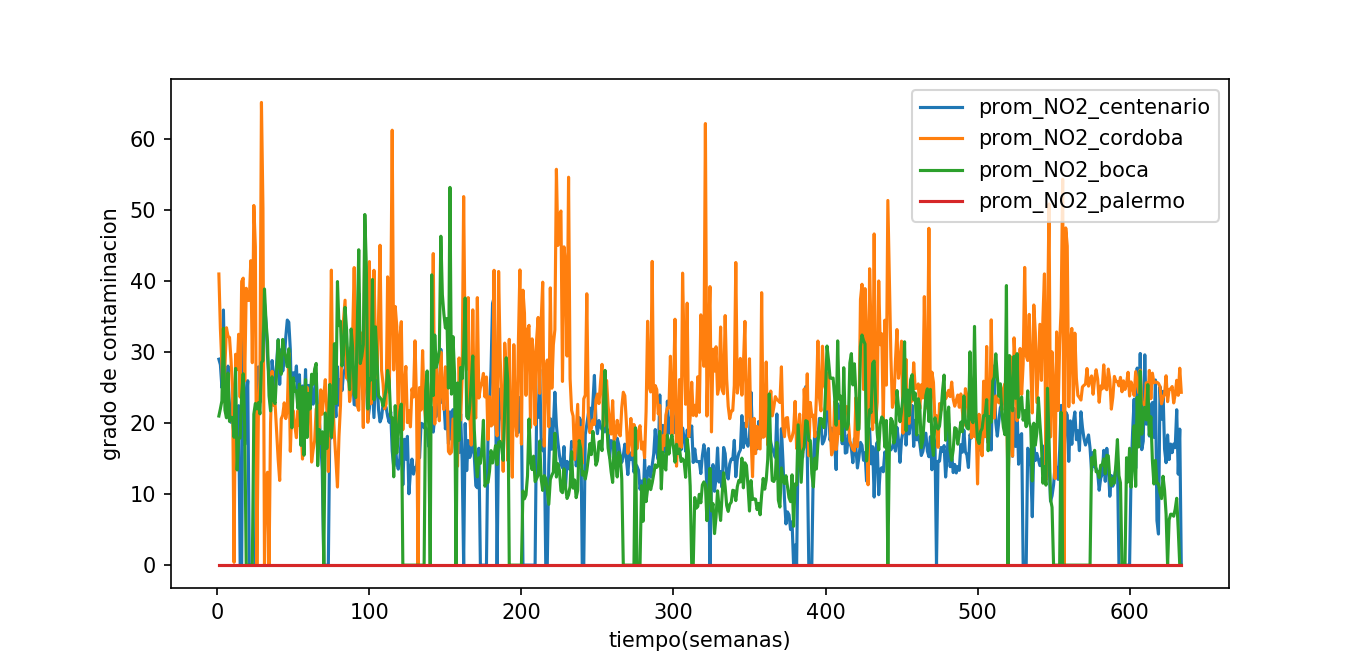 60
50
40
30
20
10
0
grado de contaminacion
prom_NO2_centenario
prom_NO2_cordoba
prom_NO2_boca
prom_NO2_palermo
0 100 200 300 400 500 600
tiempo(semanas)